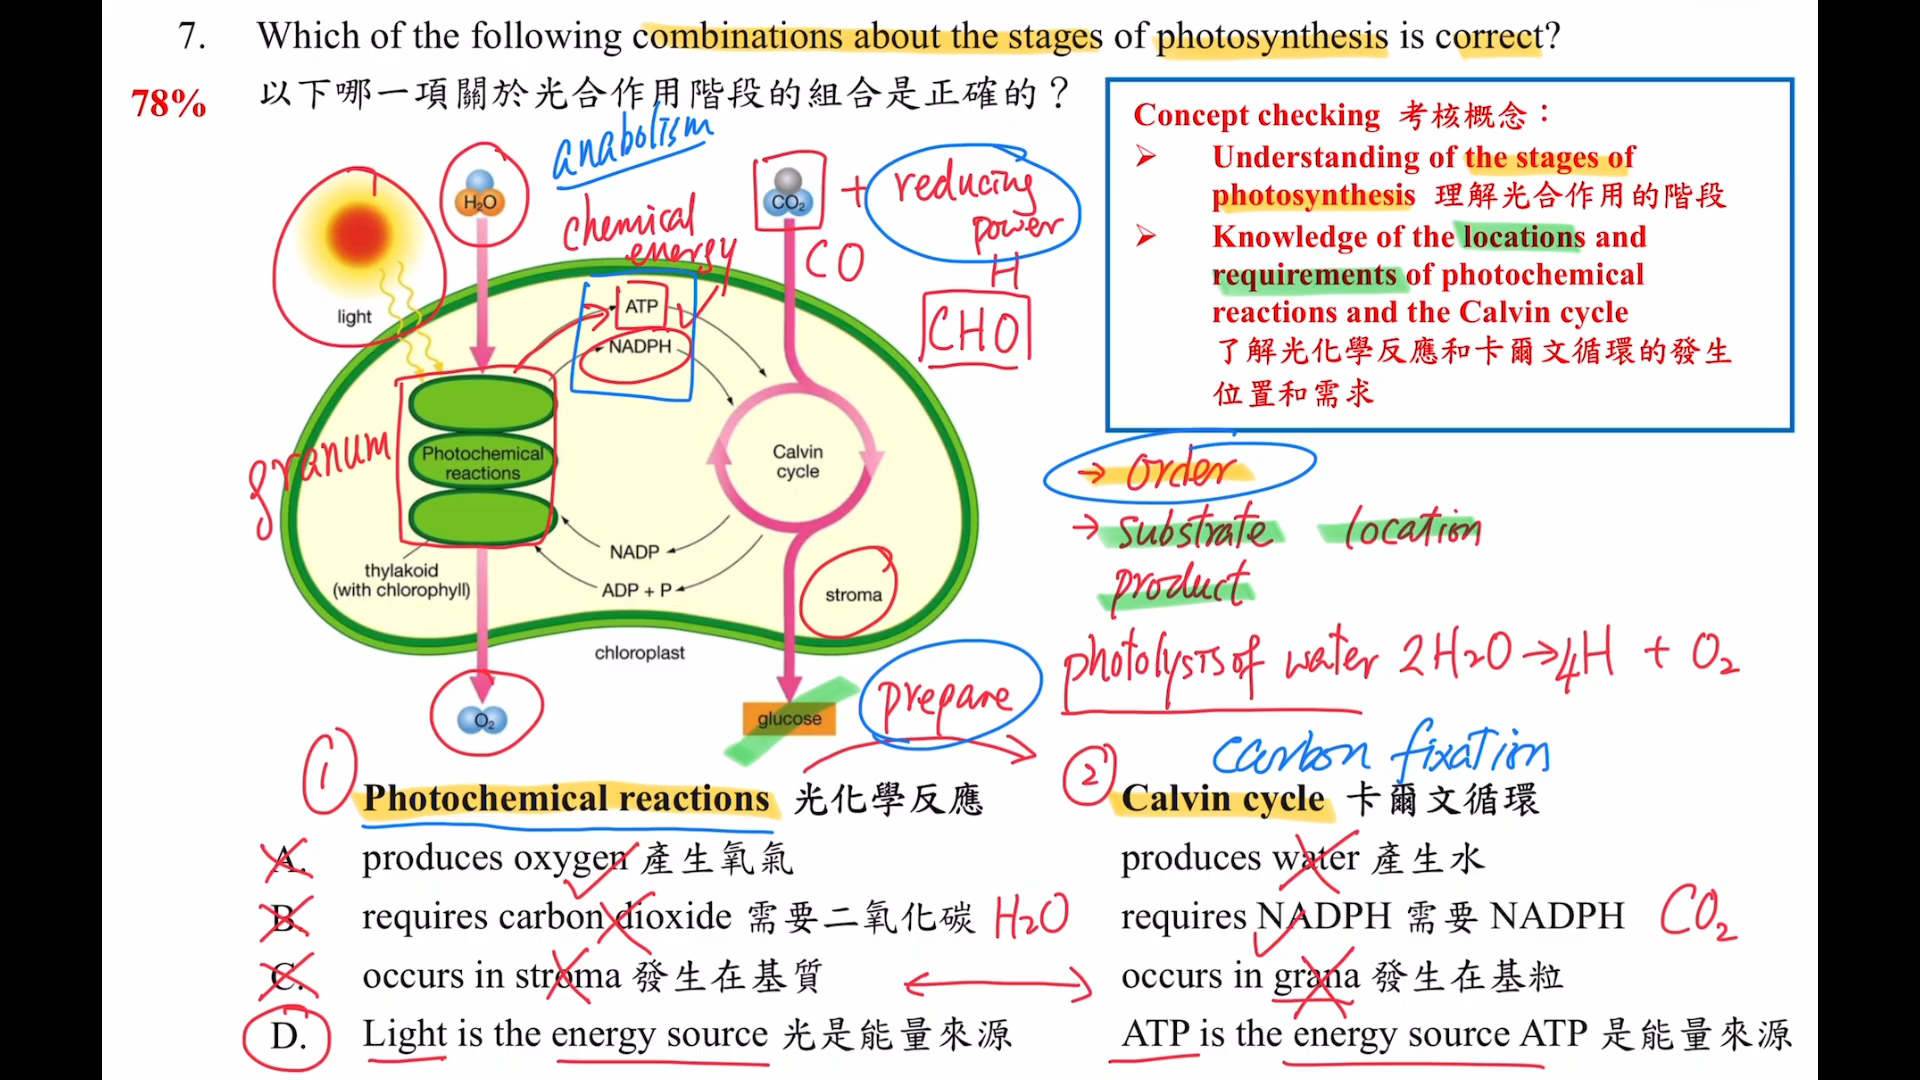 7. Which of the following combinations about the stages of photosynthesis is correct?
78% 以下哪一項關於光合作用階段的組合是正確的？
Concept checking 考核概念：
➢ Understanding of the stages of
photosynthesis 理解光合作用的階段
➢ Knowledge of the locations and
requirements of photochemical
reactions and the Calvin cycle
了解光化學反應和卡爾文循環的發生
位置和需求
anabolism
H₂O
CO₂ + reducing
power
H
chemical
energy
CO
CHO
light
ATP
NADPH
granum
Photochemical
reactions
Calvin
cycle
NADP
ADP + P
thylakoid
(with chlorophyll)
stroma
chloroplast
O₂
glucose
prepare
→ order
→ substrate location
product
photolysis of water 2H₂O → 4H + O₂
carbon fixation
① Photochemical reactions 光化學反應 ② Calvin cycle 卡爾文循環
A. produces oxygen 產生氧氣 produces water 產生水
B. requires carbon dioxide 需要二氧化碳 H₂O requires NADPH 需要 NADPH CO₂
C. occurs in stroma 發生在基質 occurs in grana 發生在基粒
D. Light is the energy source 光是能量來源 ATP is the energy source ATP 是能量來源